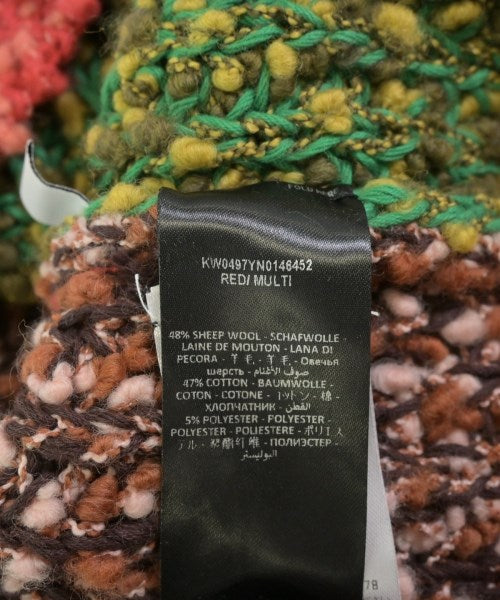 KW0497YN0146452
RED/ MULTI
48% SHEEP WOOL - SCHAFWOLLE -
LAINE DE MOUTON - LANA DI
PECORA - 羊毛 - 羊毛 - Овечья
шерсть - صوف الأغنام
47% COTTON - BAUMWOLLE -
COTON - COTONE - コットン - 棉 -
ХЛОПЧАТНИК - القطن
5% POLYESTER - POLYESTER -
POLYESTER - POLIESTERE - ポリエス
テル - 聚酯纤维 - ПОЛИЭСТЕР -
البوليستر
78